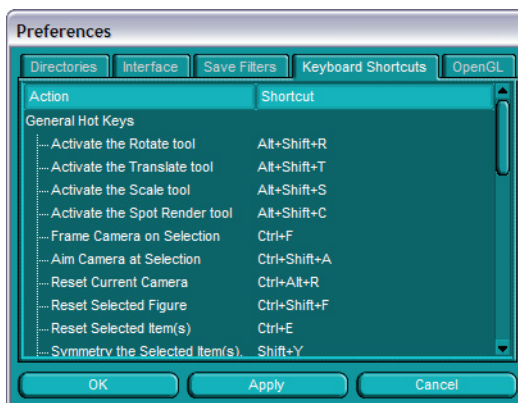 Preferences
Directories Interface Save Filters Keyboard Shortcuts OpenGL
Action Shortcut
General Hot Keys
Activate the Rotate tool Alt+Shift+R
Activate the Translate tool Alt+Shift+T
Activate the Scale tool Alt+Shift+S
Activate the Spot Render tool Alt+Shift+C
Frame Camera on Selection Ctrl+F
Aim Camera at Selection Ctrl+Shift+A
Reset Current Camera Ctrl+Alt+R
Reset Selected Figure Ctrl+Shift+F
Reset Selected Item(s) Ctrl+E
Symmetry the Selected Item(s). Shift+Y
OK Apply Cancel